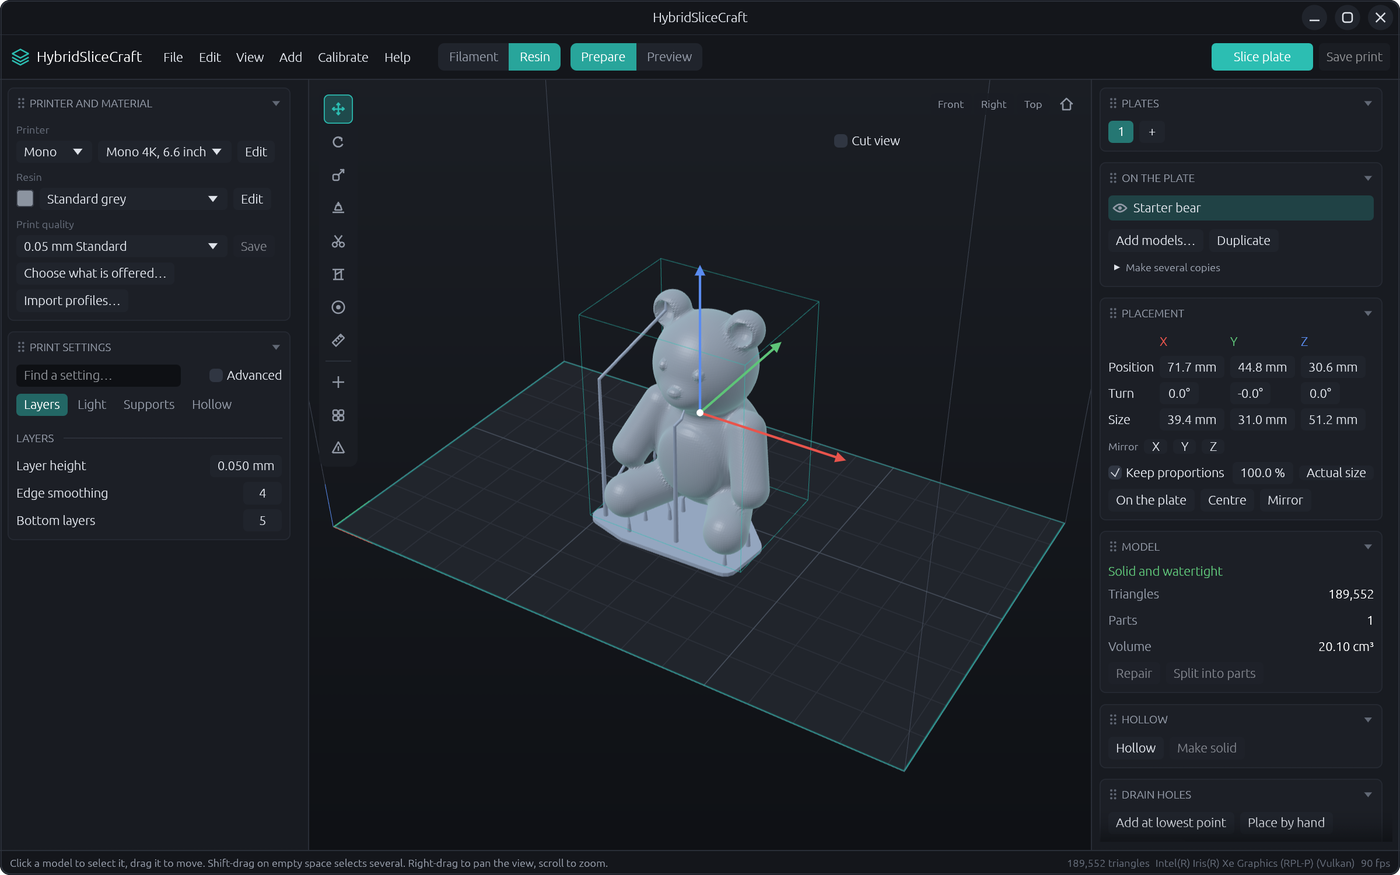 HybridSliceCraft
HybridSliceCraft File Edit View Add Calibrate Help Filament Resin Prepare Preview Slice plate Save print
PRINTER AND MATERIAL
Printer
Mono Mono 4K, 6.6 inch Edit
Resin
Standard grey Edit
Print quality
0.05 mm Standard Save
Choose what is offered...
Import profiles...
PRINT SETTINGS
Find a setting... Advanced
Layers Light Supports Hollow
LAYERS
Layer height 0.050 mm
Edge smoothing 4
Bottom layers 5
Front Right Top
Cut view
PLATES
1 +
ON THE PLATE
Starter bear
Add models... Duplicate
Make several copies
PLACEMENT
X Y Z
Position 71.7 mm 44.8 mm 30.6 mm
Turn 0.0° -0.0° 0.0°
Size 39.4 mm 31.0 mm 51.2 mm
Mirror X Y Z
Keep proportions 100.0 % Actual size
On the plate Centre Mirror
MODEL
Solid and watertight
Triangles 189,552
Parts 1
Volume 20.10 cm³
Repair Split into parts
HOLLOW
Hollow Make solid
DRAIN HOLES
Add at lowest point Place by hand
Click a model to select it, drag it to move. Shift-drag on empty space selects several. Right-drag to pan the view, scroll to zoom.
189,552 triangles Intel(R) Iris(R) Xe Graphics (RPL-P) (Vulkan) 90 fps